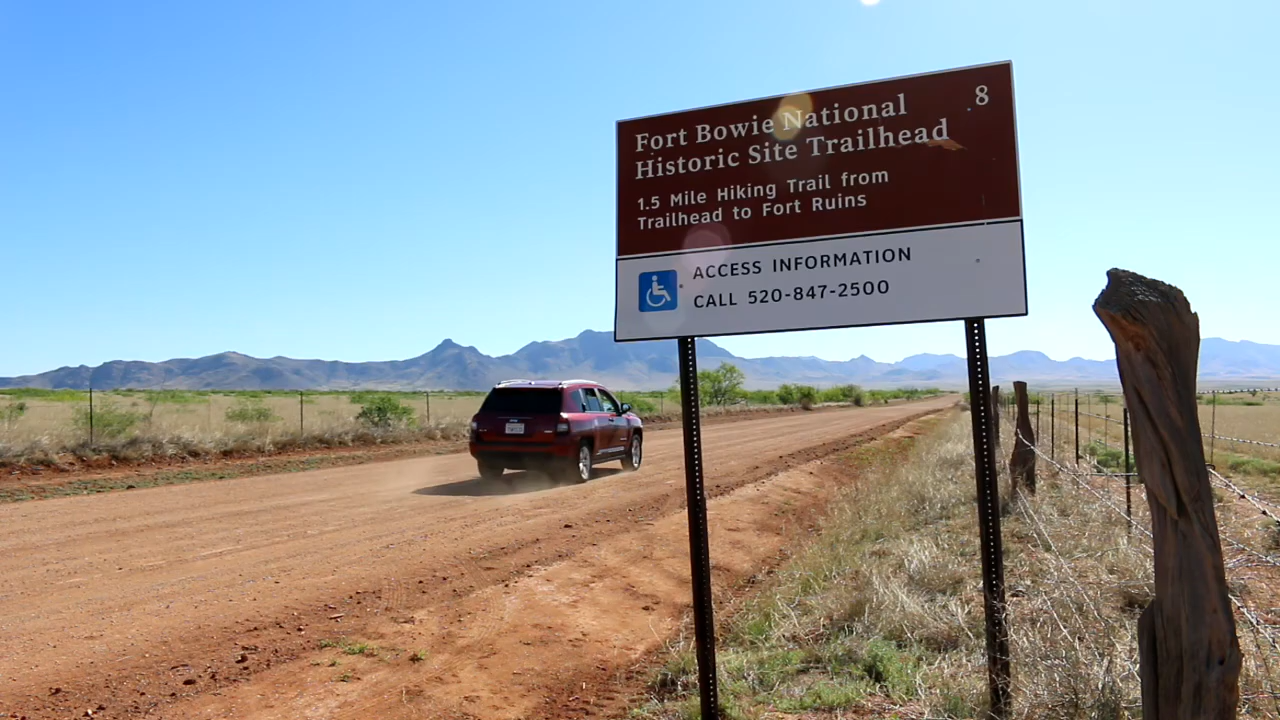 Fort Bowie National 8
Historic Site Trailhead
1.5 Mile Hiking Trail from
Trailhead to Fort Ruins
ACCESS INFORMATION
CALL 520-847-2500